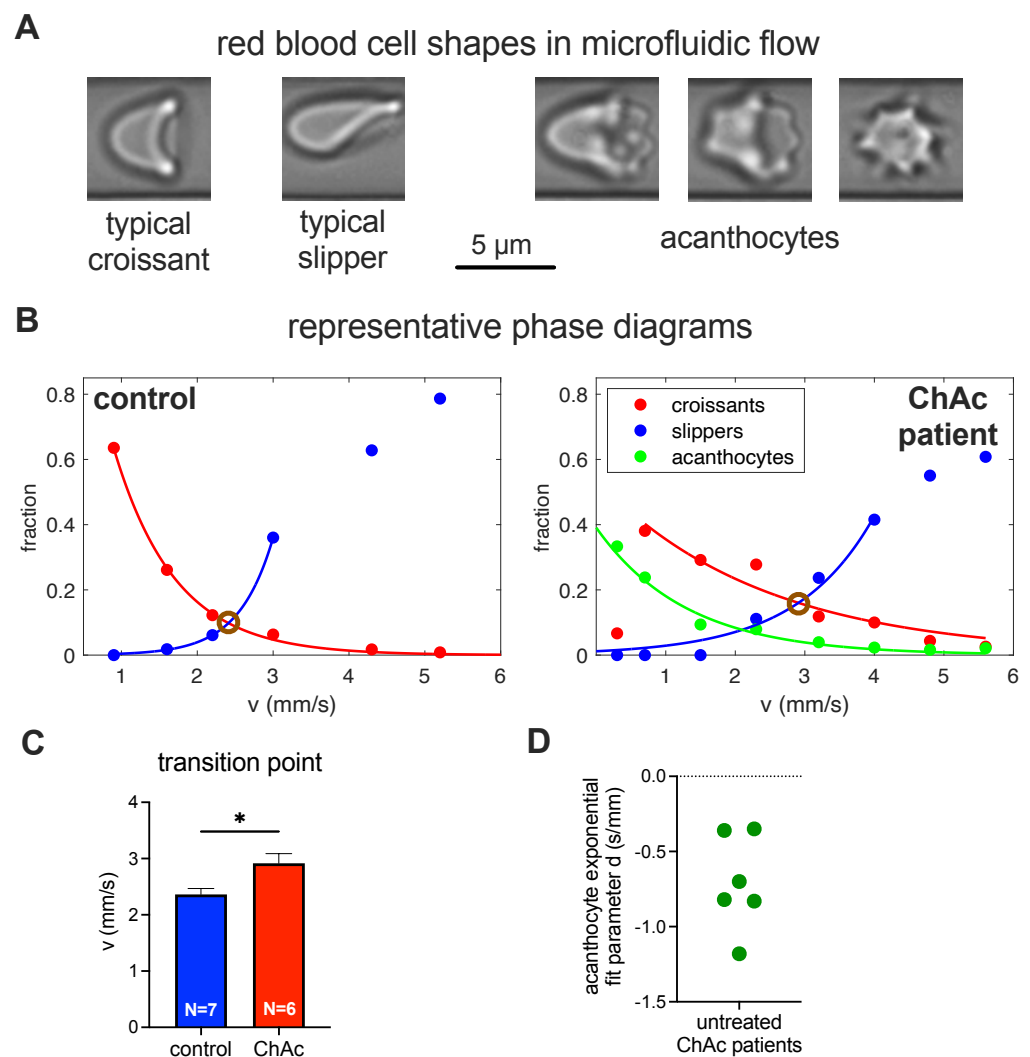 A
red blood cell shapes in microfluidic flow
typical
croissant
typical
slipper
5 μm
acanthocytes
B
representative phase diagrams
control
0.8
0.6
0.4
0.2
0
fraction
1
2
3
4
5
6
v (mm/s)
ChAc
patient
croissants
slippers
acanthocytes
0.8
0.6
0.4
0.2
0
fraction
0
1
2
3
4
5
6
v (mm/s)
C
transition point
*
4
3
2
1
0
v (mm/s)
N=7
N=6
control
ChAc
D
0.0
-0.5
-1.0
-1.5
acanthocyte exponential
fit parameter d (s/mm)
untreated
ChAc patients